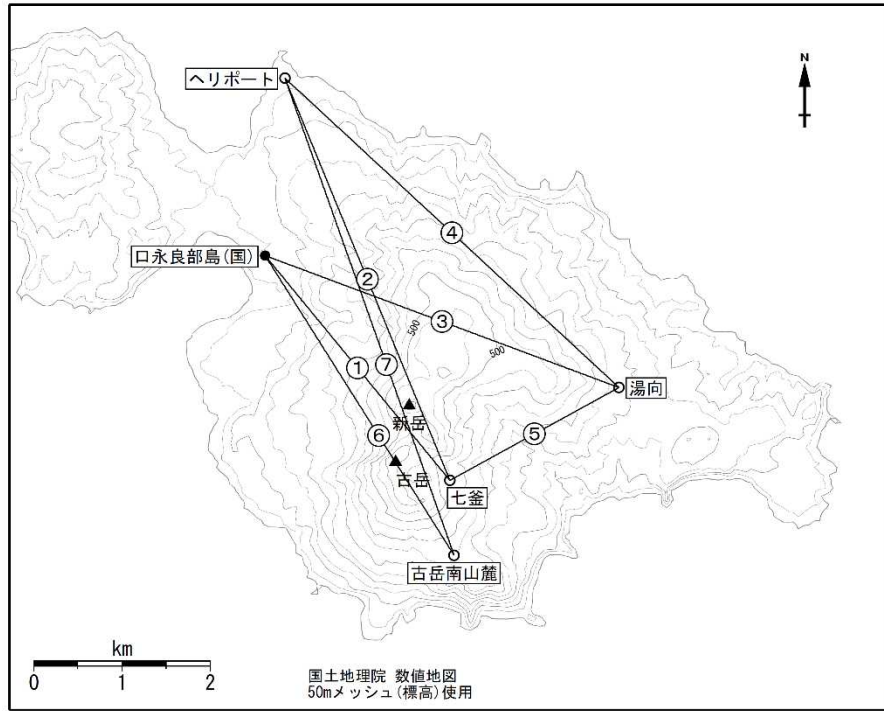 ヘリポート
N
口永良部島(国)
④
②
③
500
500
①
⑦
湯向
新岳
⑥
⑤
古岳
七釜
古岳南山麓
km
0 1 2
国土地理院 数値地図
50mメッシュ(標高)使用